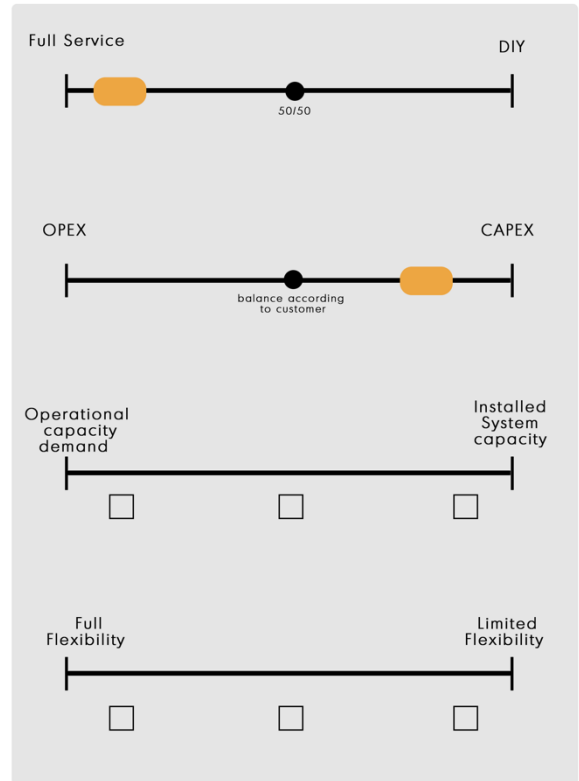 Full Service
DIY
50/50
OPEX
CAPEX
balance according
to customer
Operational
capacity
demand
Installed
System
capacity
Full
Flexibility
Limited
Flexibility